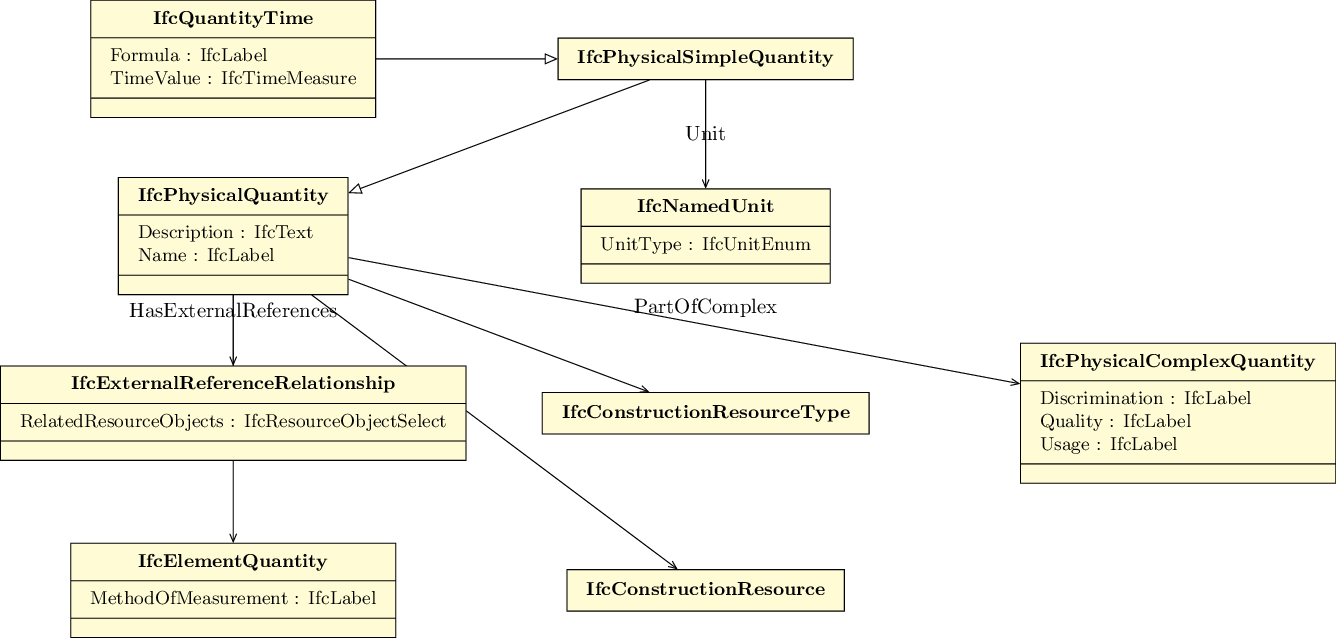 IfcQuantityTime
Formula : IfcLabel
TimeValue : IfcTimeMeasure
IfcPhysicalSimpleQuantity
Unit
IfcPhysicalQuantity
Description : IfcText
Name : IfcLabel
IfcNamedUnit
UnitType : IfcUnitEnum
HasExternalReferences
PartOfComplex
IfcExternalReferenceRelationship
RelatedResourceObjects : IfcResourceObjectSelect
IfcConstructionResourceType
IfcPhysicalComplexQuantity
Discrimination : IfcLabel
Quality : IfcLabel
Usage : IfcLabel
IfcElementQuantity
MethodOfMeasurement : IfcLabel
IfcConstructionResource